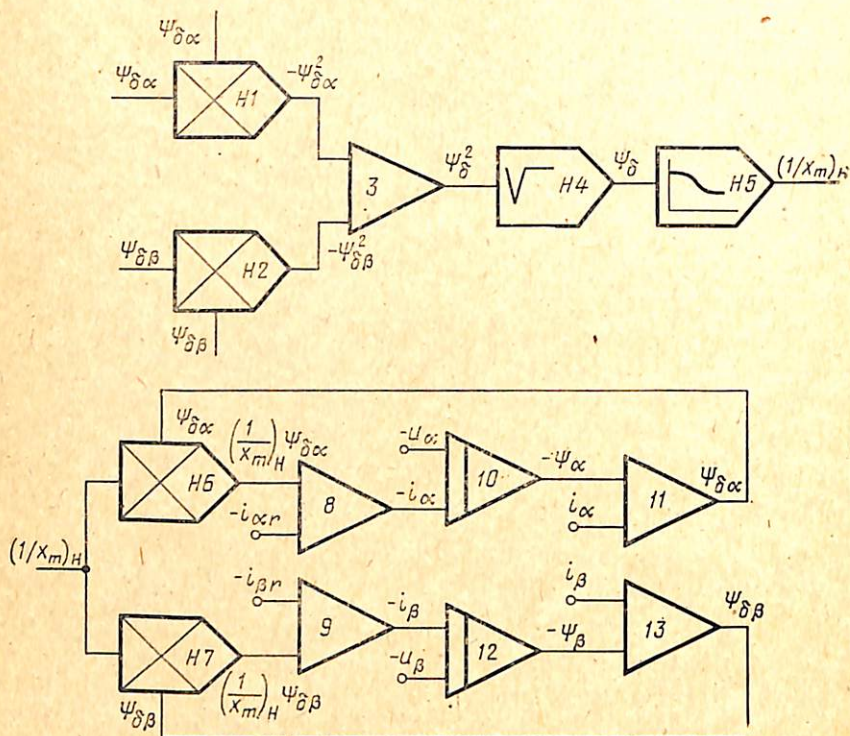 Ψδα
Ψδα
H1
-Ψ²δα
3
Ψ²δ
√
H4
Ψδ
H5
(1/xm)н
Ψδβ
H2
-Ψ²δβ
Ψδβ
Ψδα
(1/xm)н Ψδα
H6
-iαr
8
-iα
-uα
10
-Ψα
iα
11
Ψδα
(1/xm)н
-iβr
9
-iβ
-uβ
12
-Ψβ
iβ
13
Ψδβ
H7
(1/xm)н Ψδβ
Ψδβ